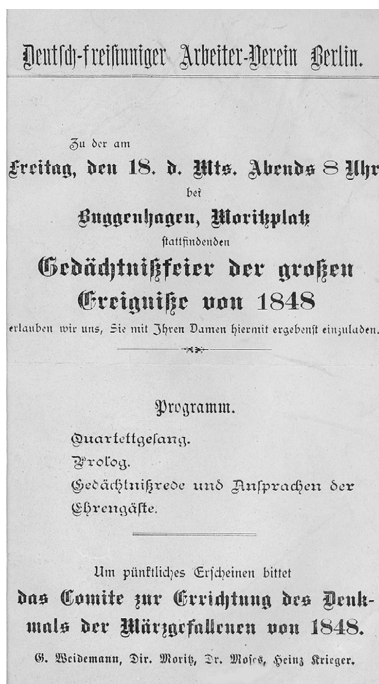 Deutsch-freisinniger Arbeiter-Verein Berlin.
Zu der am
Freitag, den 18. d. Mts. Abends 8 Uhr
bei
Buggenhagen, Moritzplatz
stattfindenden
Gedächtnißfeier der großen
Ereigniße von 1848
erlauben wir uns, Sie mit Ihren Damen hiermit ergebenst einzuladen.
Programm.
Quartettgesang.
Prolog.
Gedächtnißrede und Ansprachen der
Ehrengäste.
Um pünktliches Erscheinen bittet
das Comite zur Errichtung des Denk-
mals der Märzgefallenen von 1848.
G. Weidemann, Dir. Moritz, Dr. Moses, Heinz Krieger.